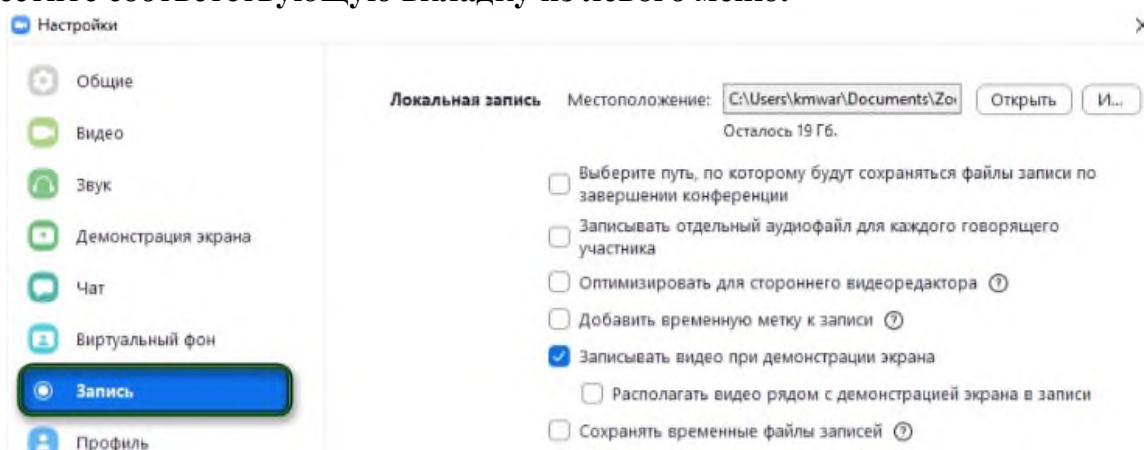 Настройки
Общие
Видео
Звук
Демонстрация экрана
Чат
Виртуальный фон
Запись
Профиль
Локальная запись Местоположение: C:\Users\kmwar\Documents\Zo Открыть И...
Осталось 19 Гб.
Выберите путь, по которому будут сохраняться файлы записи по
завершении конференции
Записывать отдельный аудиофайл для каждого говорящего
участника
Оптимизировать для стороннего видеоредактора
Добавить временную метку к записи
Записывать видео при демонстрации экрана
Располагать видео рядом с демонстрацией экрана в записи
Сохранять временные файлы записей